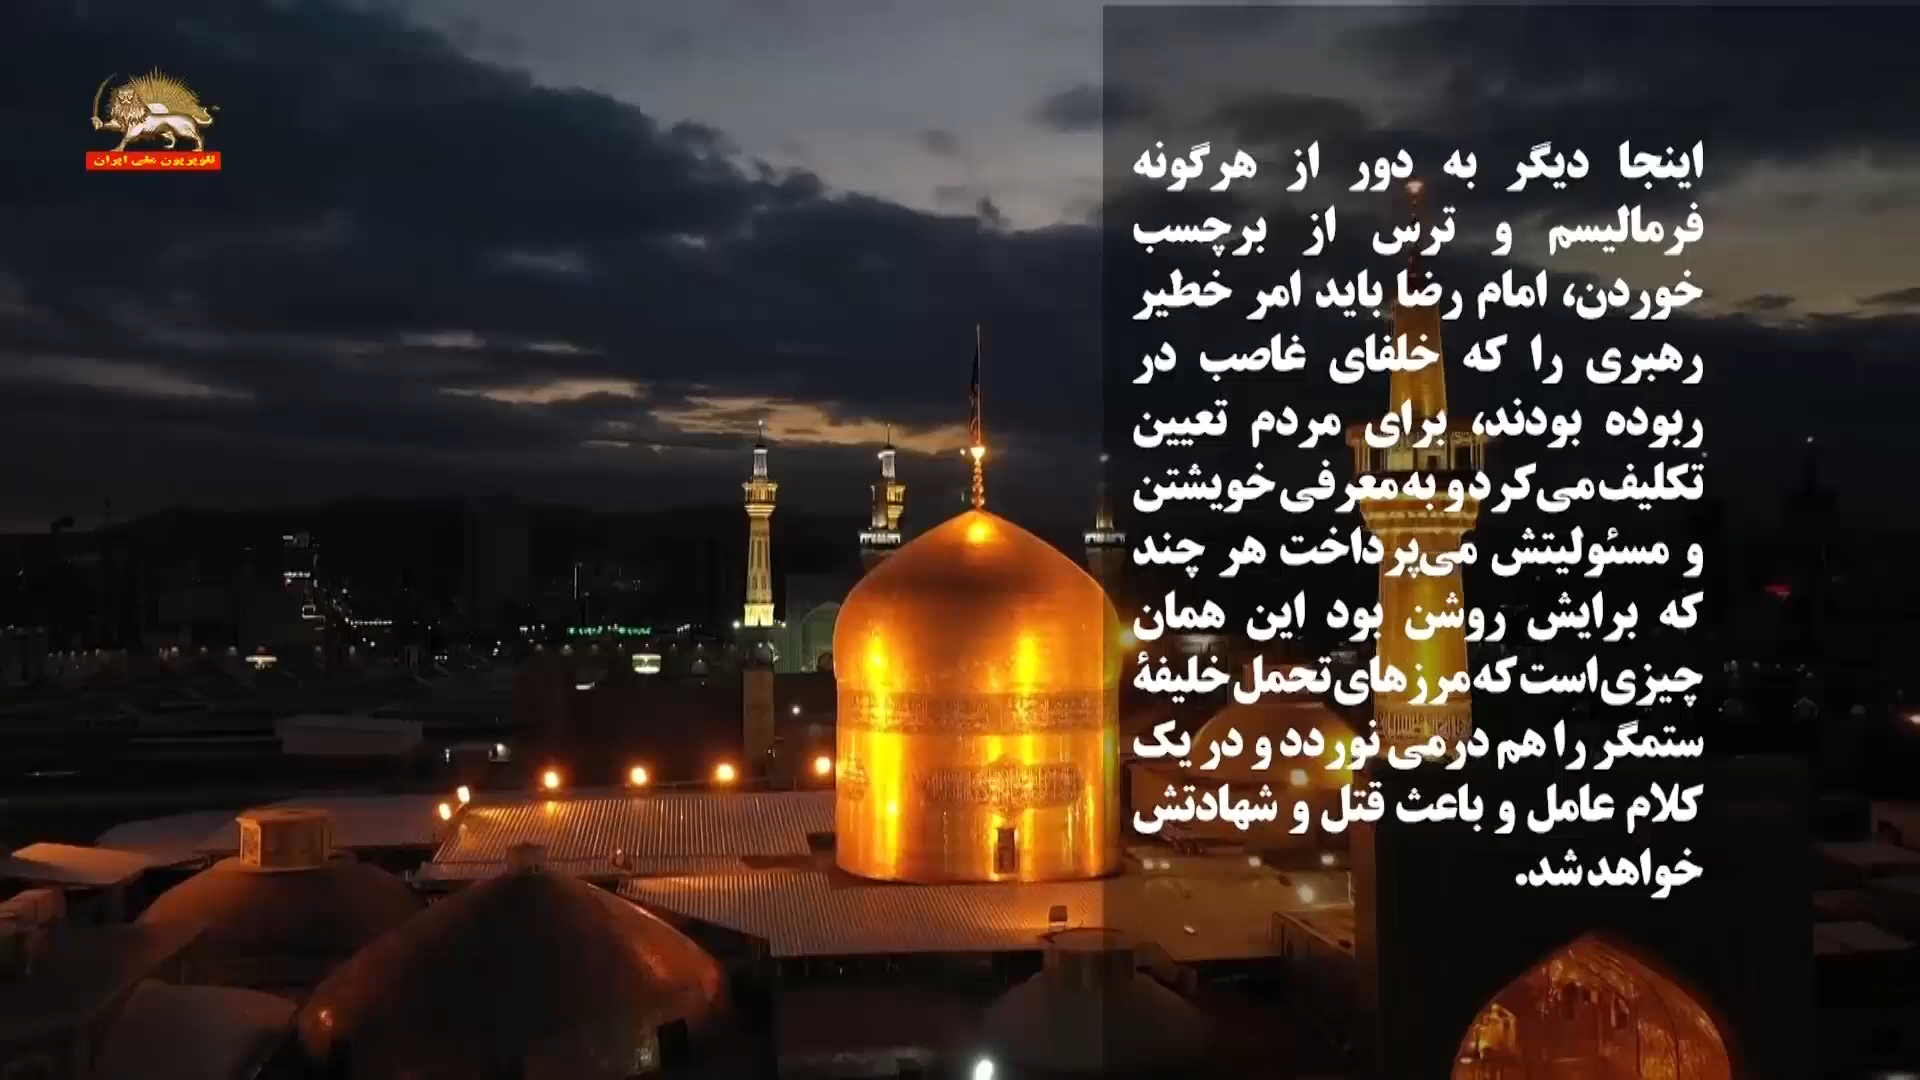 تلویزیون ملی ایران
اینجا دیگر به دور از هرگونه
فرمالیسم و ترس از برچسب
خوردن، امام رضا باید امر خطیر
رهبری را که خلفای غاصب در
ربوده بودند، برای مردم تعیین
تکلیف می‌کرد و به معرفی خویشتن
و مسئولیتش می‌پرداخت هر چند
که برایش روشن بود این همان
چیزی است که مرزهای تحمل خلیفهٔ
ستمگر را هم درمی نوردد و در یک
کلام عامل و باعث قتل و شهادتش
خواهد شد.